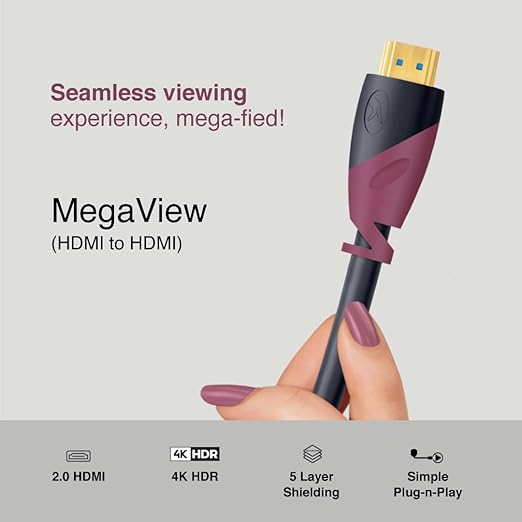 Seamless viewing
experience, mega-fied!
MegaView
(HDMI to HDMI)
2.0 HDMI
4K HDR
4K HDR
5 Layer
Shielding
Simple
Plug-n-Play